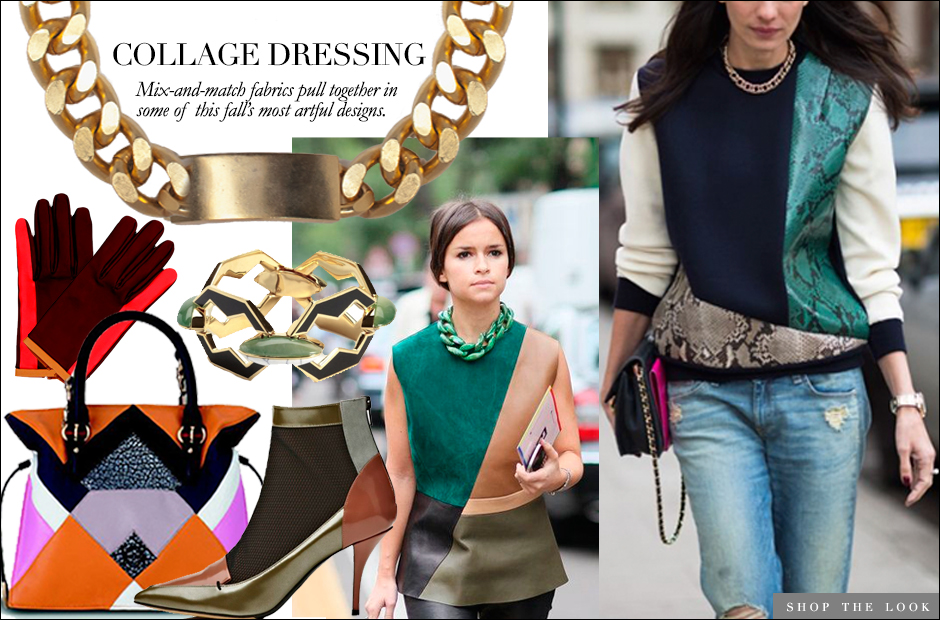 COLLAGE DRESSING
Mix-and-match fabrics pull together in
some of this fall's most artful designs.
SHOP THE LOOK